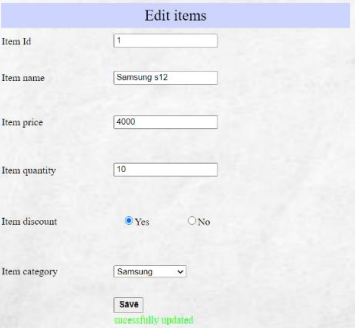 Edit items
Item Id 1
Item name Samsung s12
Item price 4000
Item quantity 10
Item discount Yes No
Item category Samsung
Save
sucessfully updated